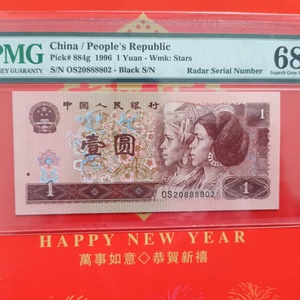 PMG China / People's Republic 68
Pick# 884g 1996 1 Yuan - Wmk: Stars
S/N OS20888802 - Black S/N Radar Serial Number
中国人民银行
1
壹圆
1
OS20888802
HAPPY NEW YEAR
萬事如意◇恭賀新禧